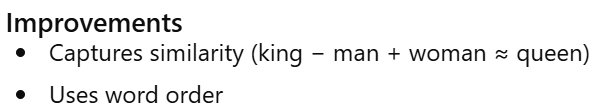 Improvements
• Captures similarity (king − man + woman ≈ queen)
• Uses word order